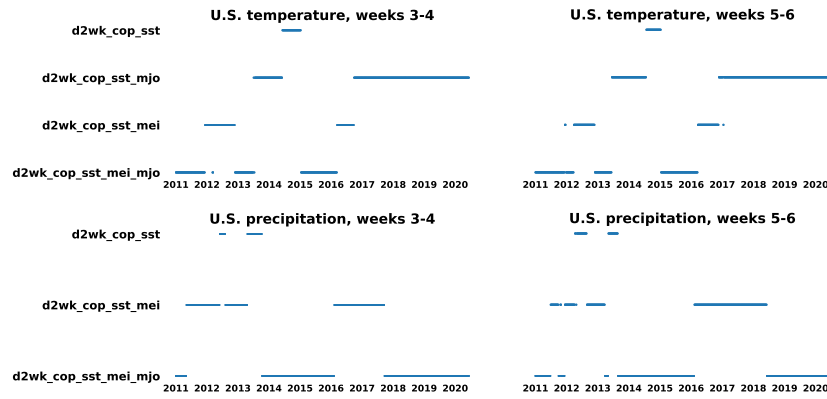 U.S. temperature, weeks 3-4
U.S. temperature, weeks 5-6
d2wk_cop_sst
d2wk_cop_sst_mjo
d2wk_cop_sst_mei
d2wk_cop_sst_mei_mjo
2011 2012 2013 2014 2015 2016 2017 2018 2019 2020
2011 2012 2013 2014 2015 2016 2017 2018 2019 2020
U.S. precipitation, weeks 3-4
U.S. precipitation, weeks 5-6
d2wk_cop_sst
d2wk_cop_sst_mei
d2wk_cop_sst_mei_mjo
2011 2012 2013 2014 2015 2016 2017 2018 2019 2020
2011 2012 2013 2014 2015 2016 2017 2018 2019 2020